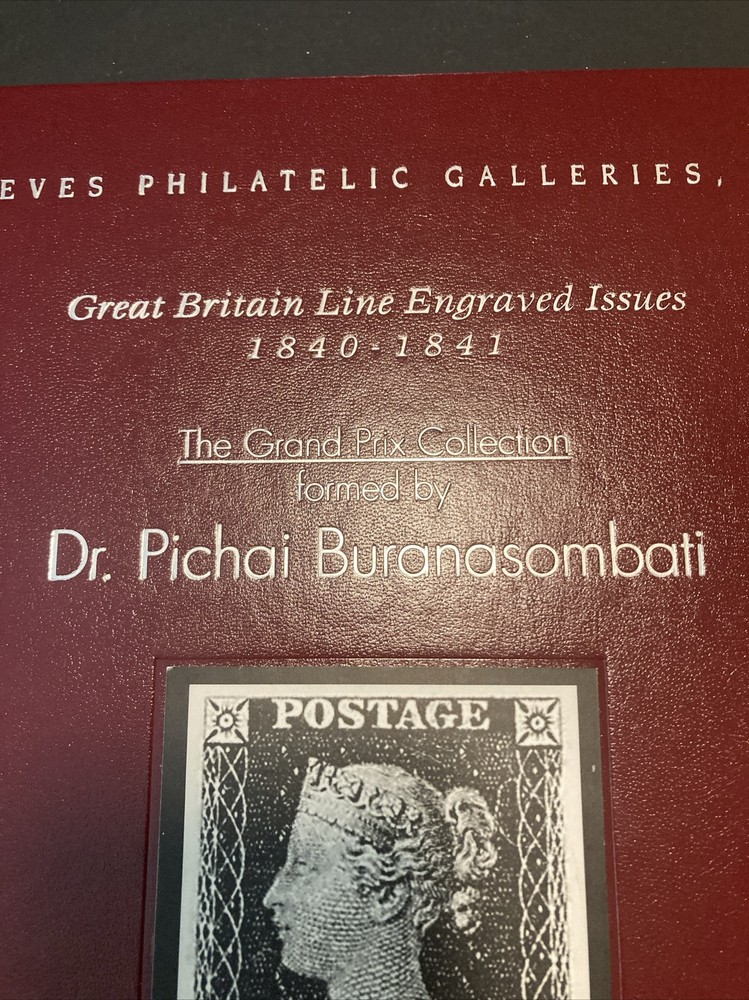 EVES PHILATELIC GALLERIES,
Great Britain Line Engraved Issues
1840-1841
The Grand Prix Collection
formed by
Dr. Pichai Buranasombati
POSTAGE